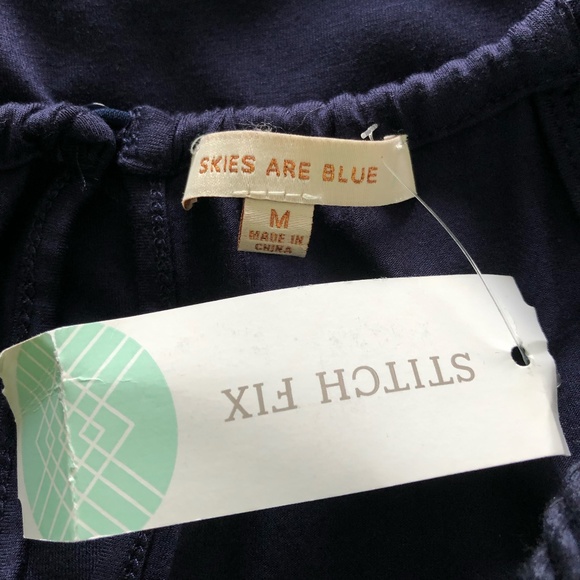 SKIES ARE BLUE
M
MADE IN
CHINA
STITCH FIX